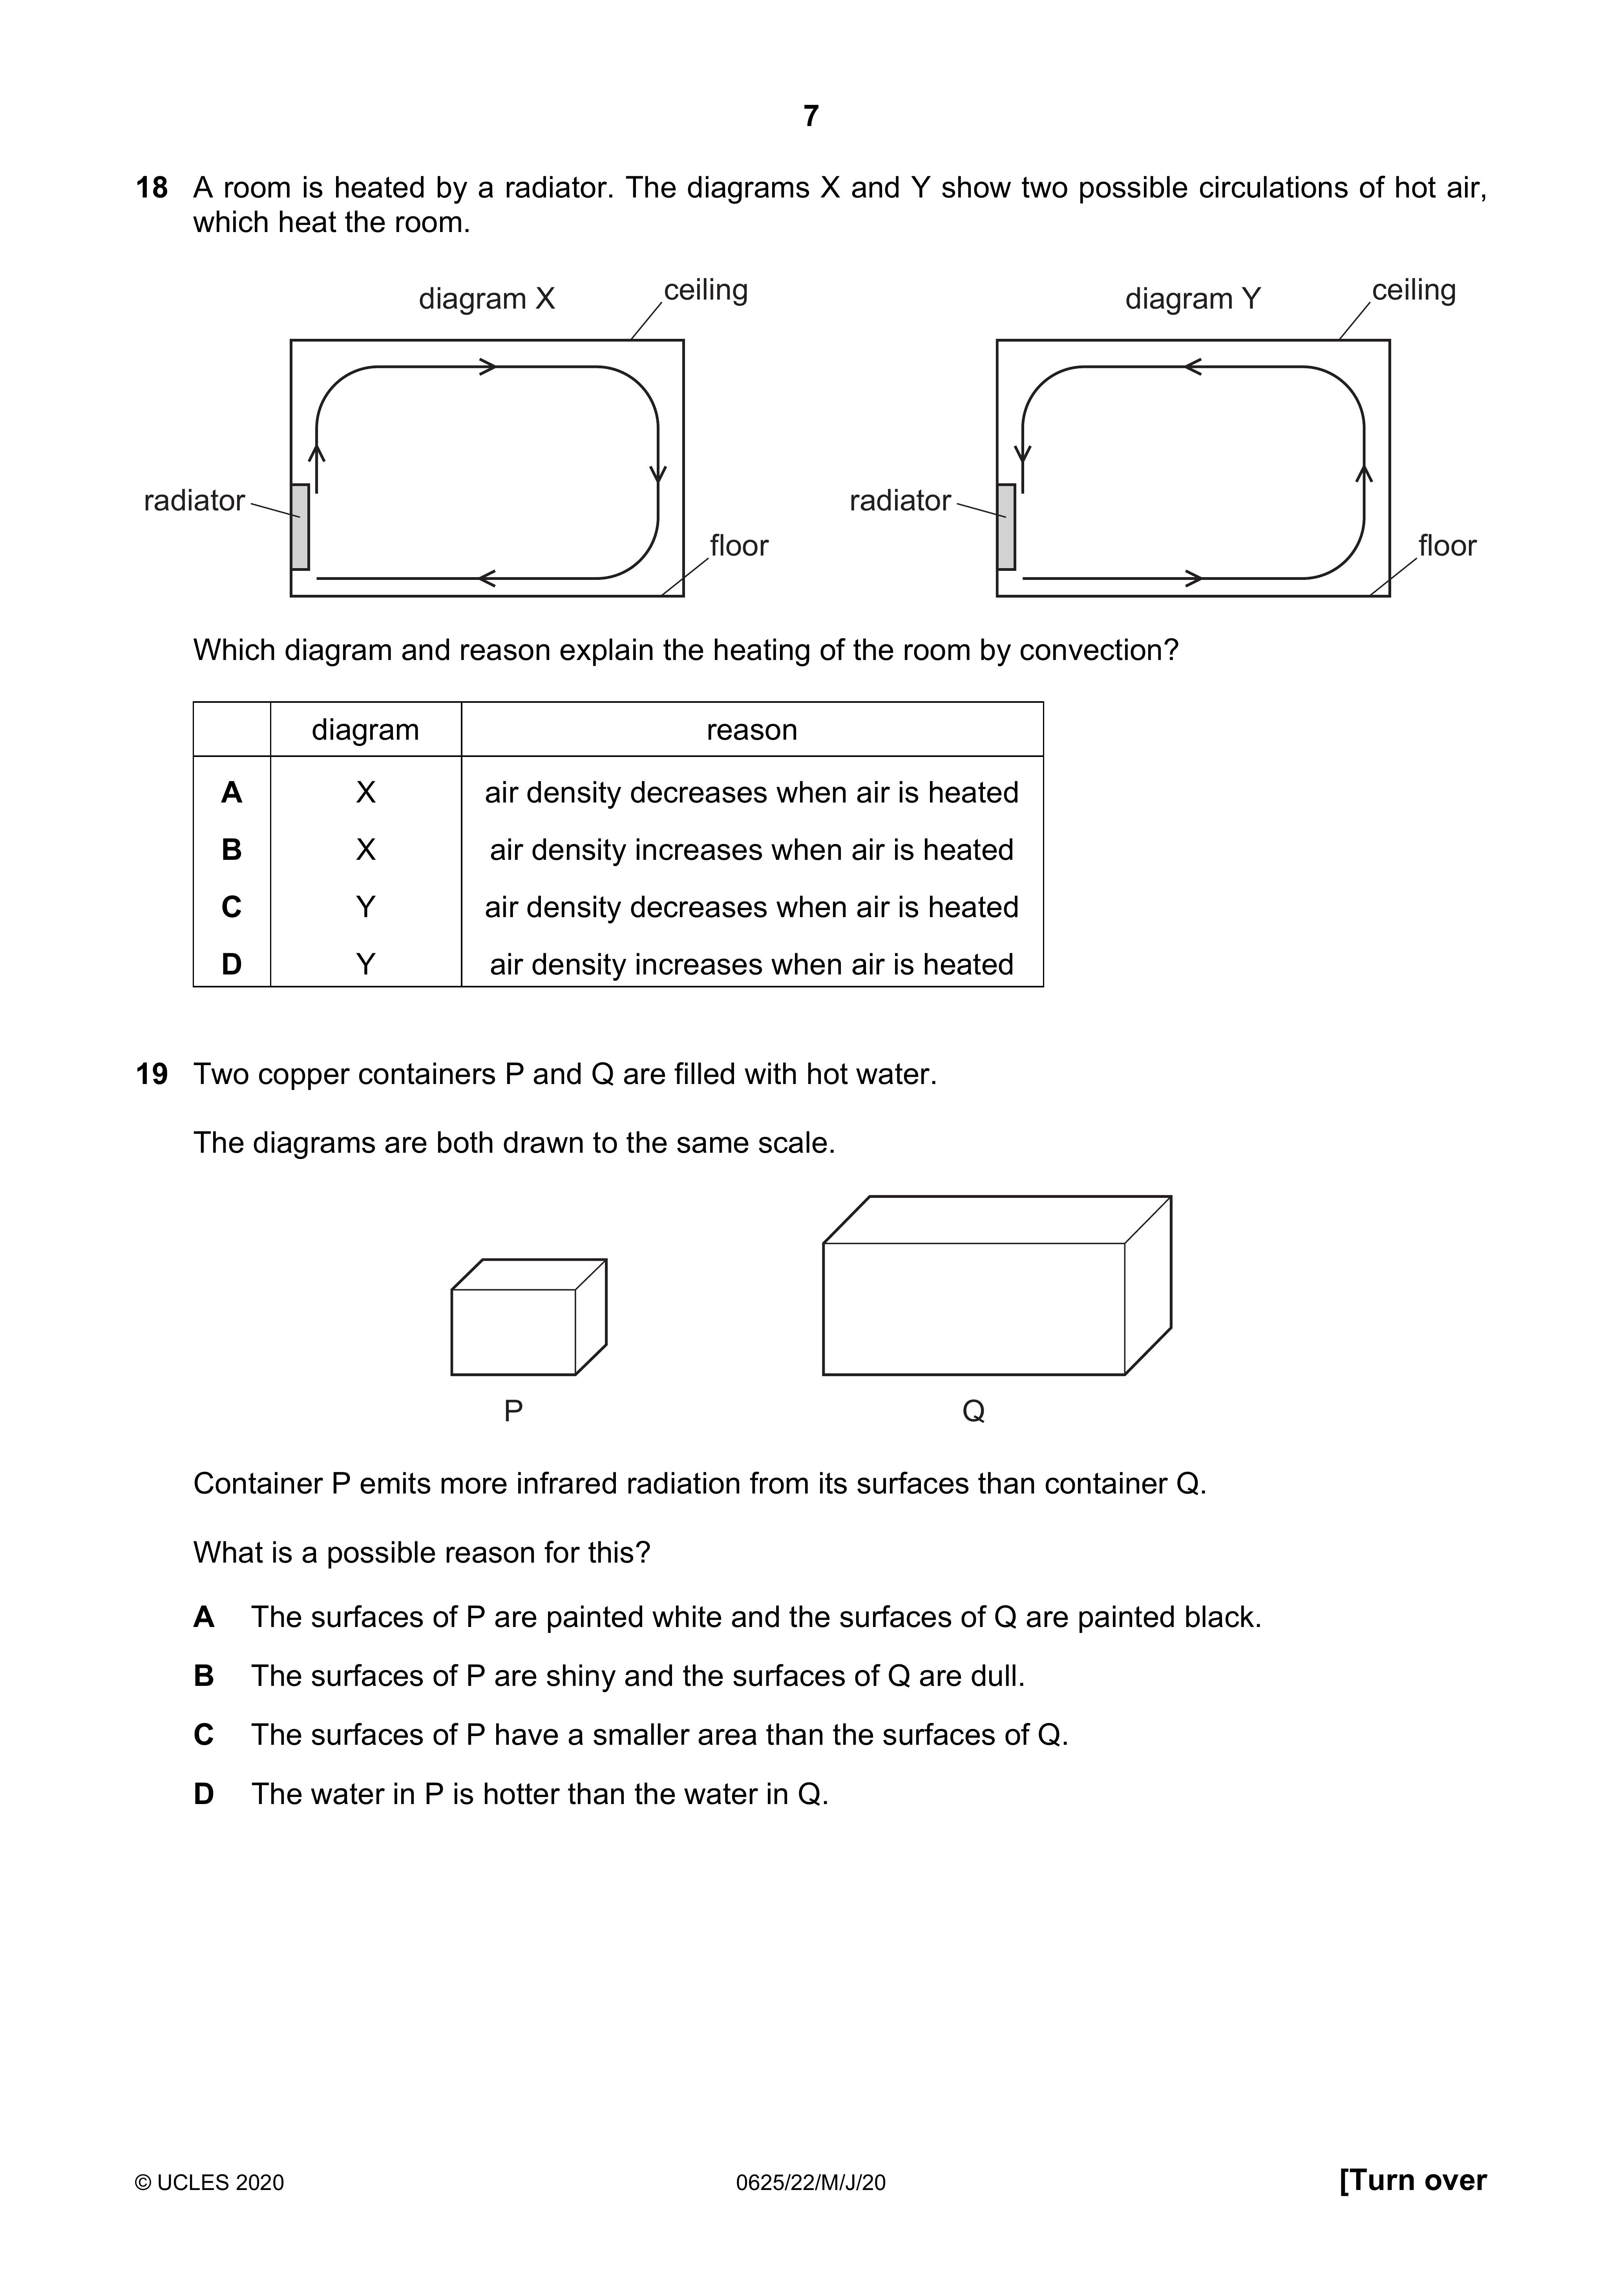 7
18 A room is heated by a radiator. The diagrams X and Y show two possible circulations of hot air,
which heat the room.
diagram X
ceiling
radiator
floor
diagram Y
ceiling
radiator
floor
Which diagram and reason explain the heating of the room by convection?
diagram reason
A X air density decreases when air is heated
B X air density increases when air is heated
C Y air density decreases when air is heated
D Y air density increases when air is heated
19 Two copper containers P and Q are filled with hot water.
The diagrams are both drawn to the same scale.
P Q
Container P emits more infrared radiation from its surfaces than container Q.
What is a possible reason for this?
A The surfaces of P are painted white and the surfaces of Q are painted black.
B The surfaces of P are shiny and the surfaces of Q are dull.
C The surfaces of P have a smaller area than the surfaces of Q.
D The water in P is hotter than the water in Q.
© UCLES 2020 0625/22/M/J/20 [Turn over